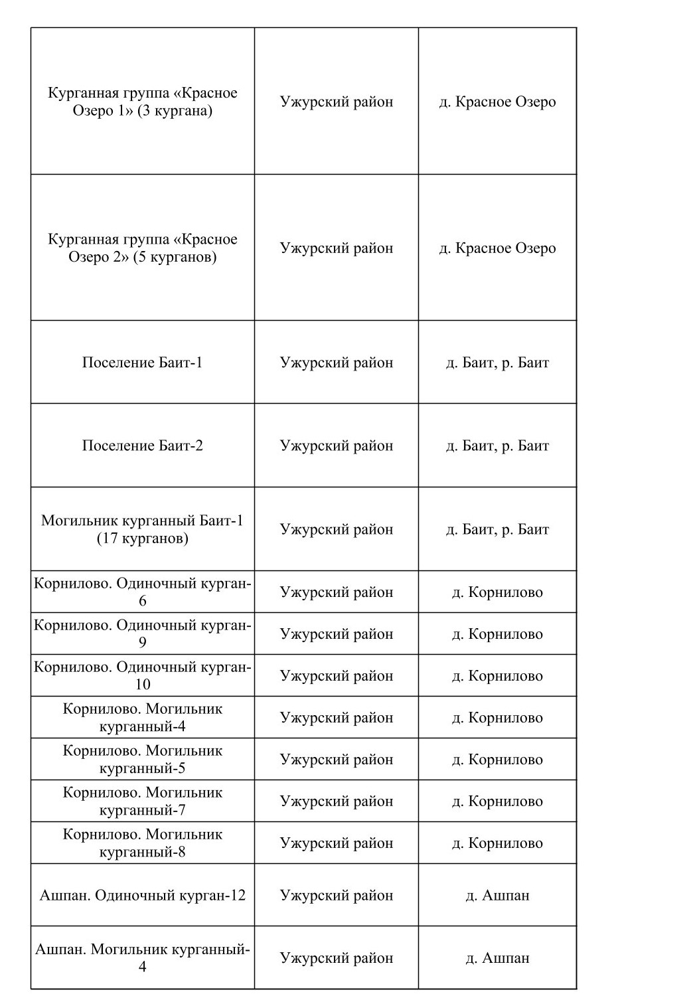 Курганная группа «Красное
Озеро 1» (3 кургана)
Ужурский район
д. Красное Озеро
Курганная группа «Красное
Озеро 2» (5 курганов)
Ужурский район
д. Красное Озеро
Поселение Баит-1
Ужурский район
д. Баит, р. Баит
Поселение Баит-2
Ужурский район
д. Баит, р. Баит
Могильник курганный Баит-1
(17 курганов)
Ужурский район
д. Баит, р. Баит
Корнилово. Одиночный курган-
6
Ужурский район
д. Корнилово
Корнилово. Одиночный курган-
9
Ужурский район
д. Корнилово
Корнилово. Одиночный курган-
10
Ужурский район
д. Корнилово
Корнилово. Могильник
курганный-4
Ужурский район
д. Корнилово
Корнилово. Могильник
курганный-5
Ужурский район
д. Корнилово
Корнилово. Могильник
курганный-7
Ужурский район
д. Корнилово
Корнилово. Могильник
курганный-8
Ужурский район
д. Корнилово
Ашпан. Одиночный курган-12
Ужурский район
д. Ашпан
Ашпан. Могильник курганный-
4
Ужурский район
д. Ашпан